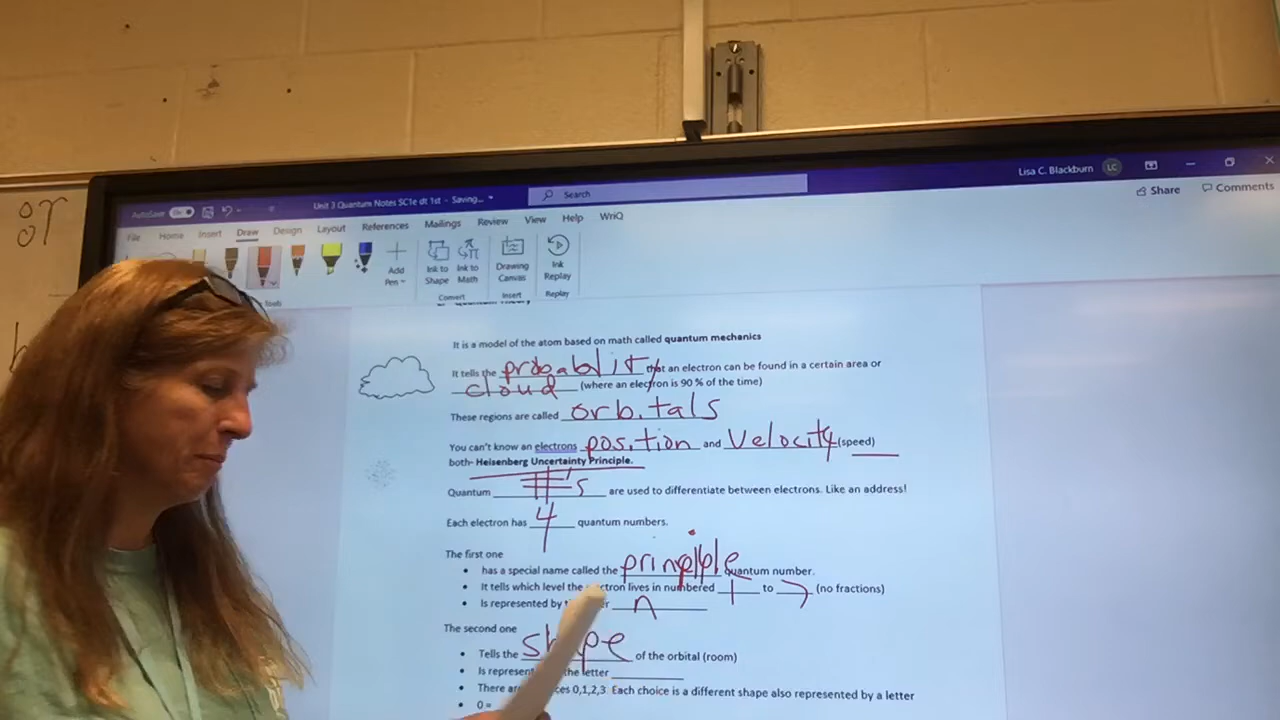 Lisa C. Blackburn LC
AutoSave On Unit 3 Quantum Notes SC1e dt 1st - Saving... Search
File Home Insert Draw Design Layout References Mailings Review View Help WriQ Share Comments
Add Pen Ink to Shape Ink to Math Drawing Canvas Ink Replay
Tools Convert Insert Replay
gr
It is a model of the atom based on math called quantum mechanics
It tells the probablit that an electron can be found in a certain area or
cloud (where an electron is 90 % of the time)
These regions are called orbitals
You can't know an electrons position and velocity (speed)
both- Heisenberg Uncertainty Principle.
Quantum #'s are used to differentiate between electrons. Like an address!
Each electron has 4 quantum numbers.
The first one
• has a special name called the principle quantum number.
• It tells which level the electron lives in numbered 1 to 7 (no fractions)
• Is represented by n
The second one
• Tells the shape of the orbital (room)
• Is the letter
• There 0,1,2,3 Each choice is a different shape also represented by a letter
• 0 =